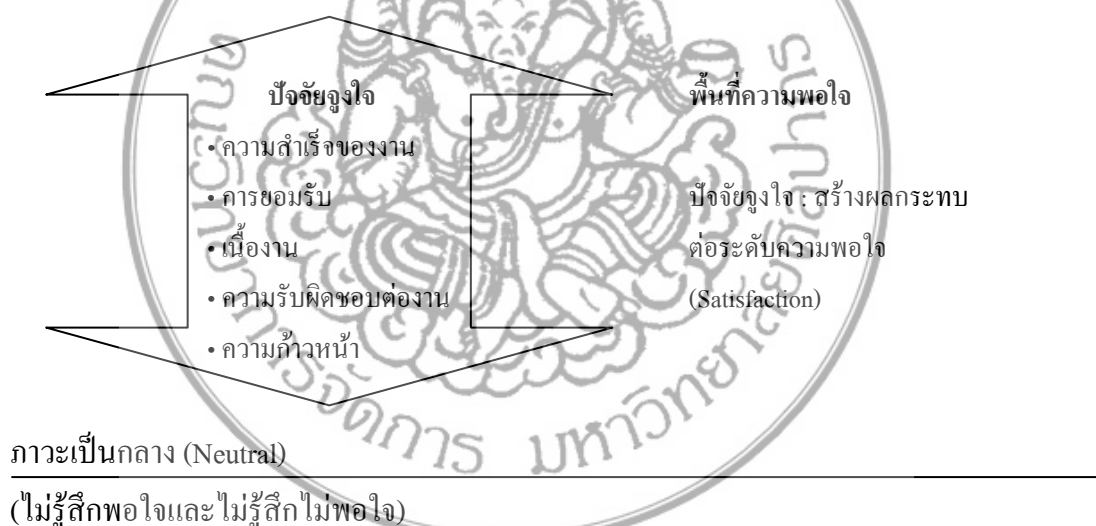 ปัจจัยจูงใจ
• ความสำเร็จของงาน
• การยอมรับ
• เนื้องาน
• ความรับผิดชอบต่องาน
• ความก้าวหน้า
พื้นที่ความพอใจ
ปัจจัยจูงใจ : สร้างผลกระทบ
ต่อระดับความพอใจ
(Satisfaction)
ภาวะเป็นกลาง (Neutral)
(ไม่รู้สึกพอใจและไม่รู้สึกไม่พอใจ)